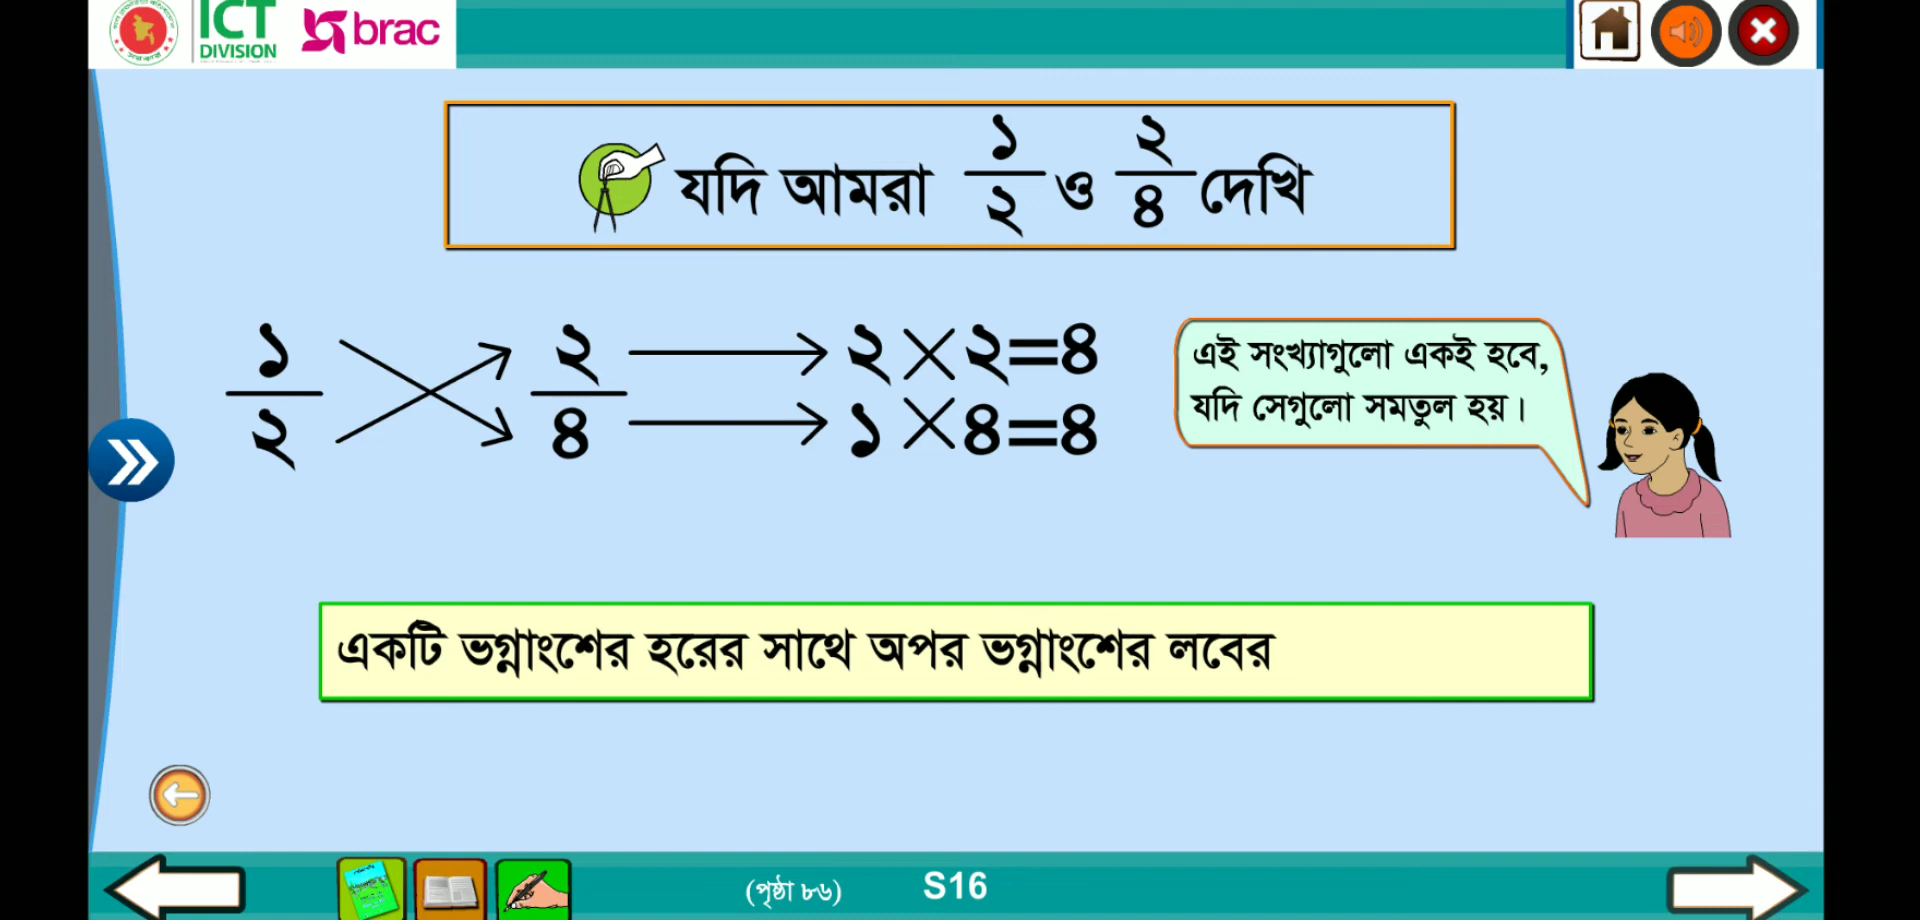 ICT
DIVISION
brac
যদি আমরা ১/২ ও ২/৪ দেখি
১/২ ২/৪ ২×২=৪
১×৪=৪
এই সংখ্যাগুলো একই হবে,
যদি সেগুলো সমতুল হয়।
একটি ভগ্নাংশের হরের সাথে অপর ভগ্নাংশের লবের
(পৃষ্ঠা ৮৬)
S16